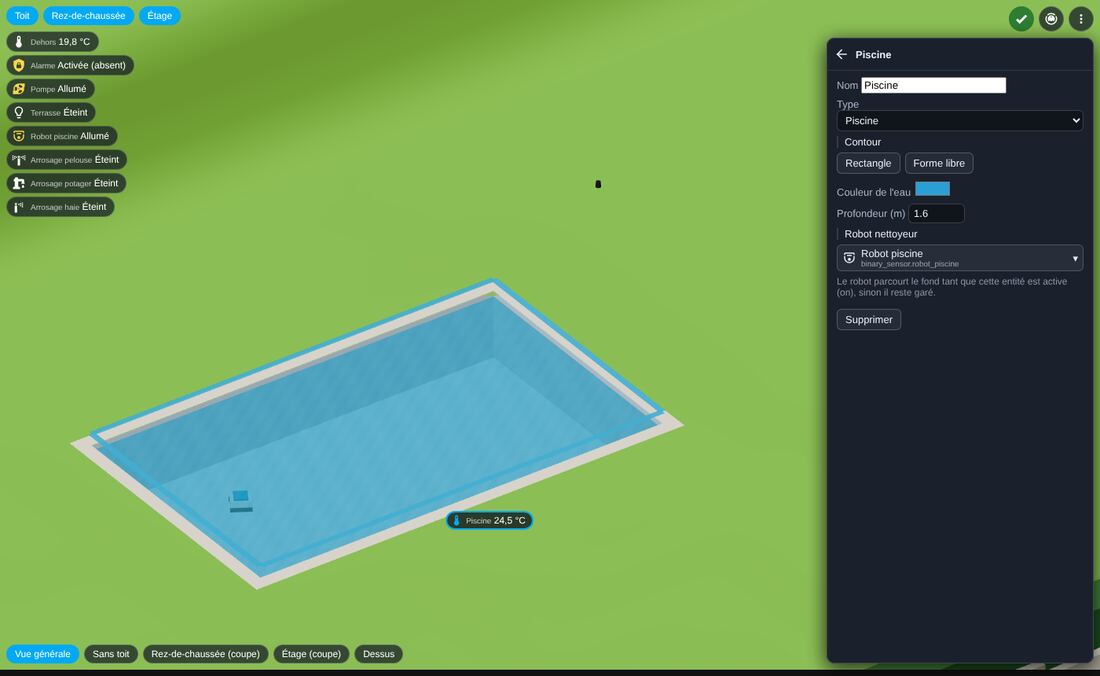 Toit Rez-de-chaussée Étage
Dehors 19,8 °C
Alarme Activée (absent)
Pompe Allumé
Terrasse Éteint
Robot piscine Allumé
Arrosage pelouse Éteint
Arrosage potager Éteint
Arrosage haie Éteint
Piscine 24,5 °C
Vue générale Sans toit Rez-de-chaussée (coupe) Étage (coupe) Dessus
Piscine
Nom Piscine
Type
Piscine
Contour
Rectangle Forme libre
Couleur de l'eau
Profondeur (m) 1.6
Robot nettoyeur
Robot piscine
binary_sensor.robot_piscine
Le robot parcourt le fond tant que cette entité est active
(on), sinon il reste garé.
Supprimer